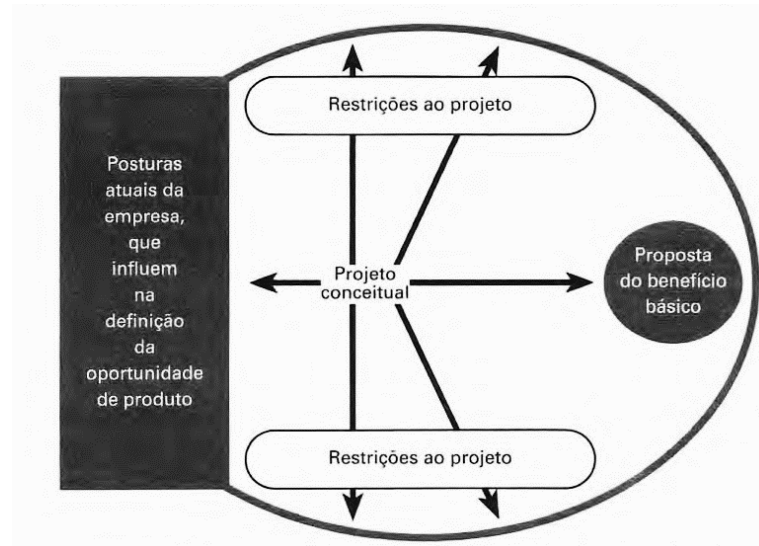 Restrições ao projeto
Posturas
atuais da
empresa,
que
influem
na
definição
da
oportunidade
de produto
Projeto
conceitual
Proposta
do benefício
básico
Restrições ao projeto